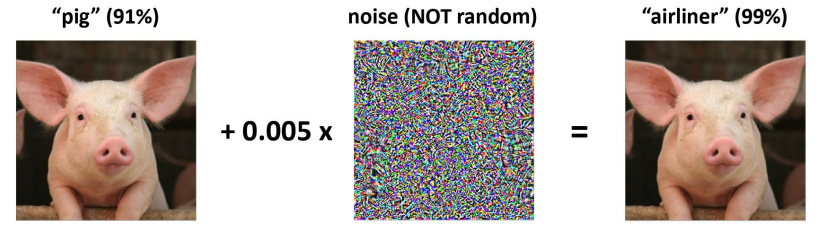 “pig” (91%)
noise (NOT random)
“airliner” (99%)
+ 0.005 x
=